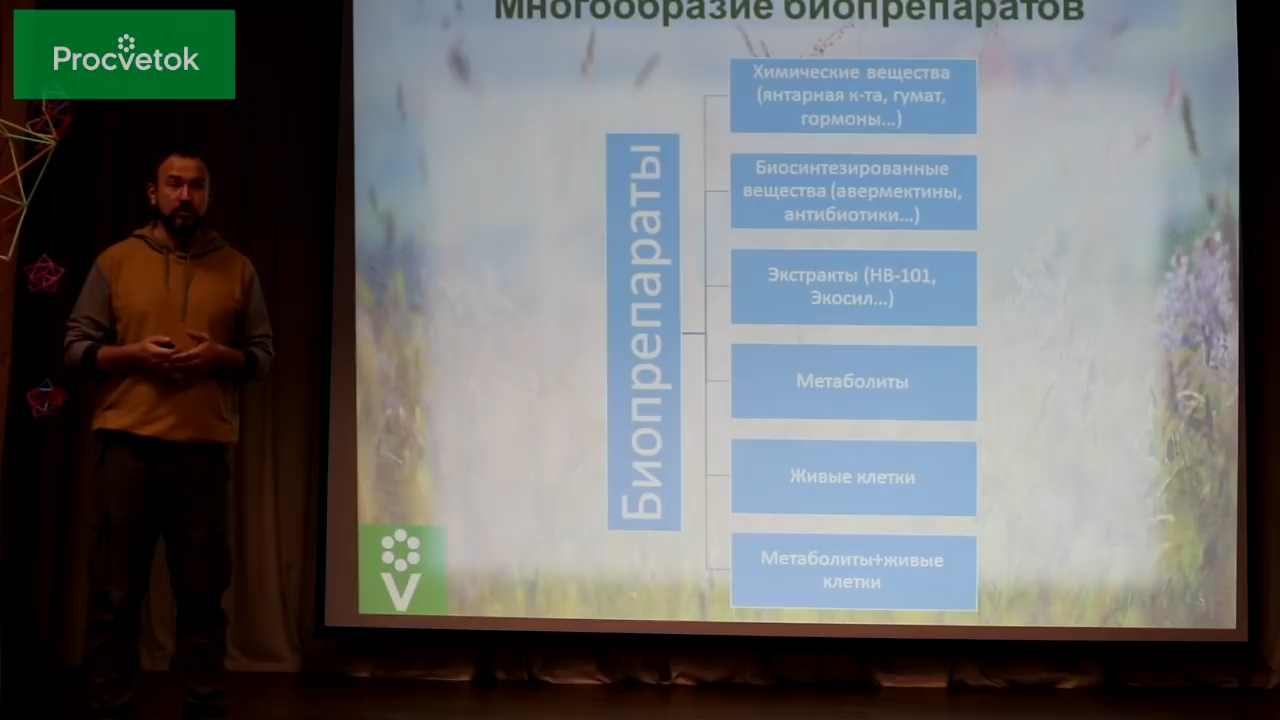 Procvetok
Многообразие биопрепаратов
Биопрепараты
Химические вещества
(янтарная к-та, гумат,
гормоны...)
Биосинтезированные
вещества (авермектины,
антибиотики...)
Экстракты (НВ-101,
Экосил...)
Метаболиты
Живые клетки
Метаболиты+живые
клетки
V